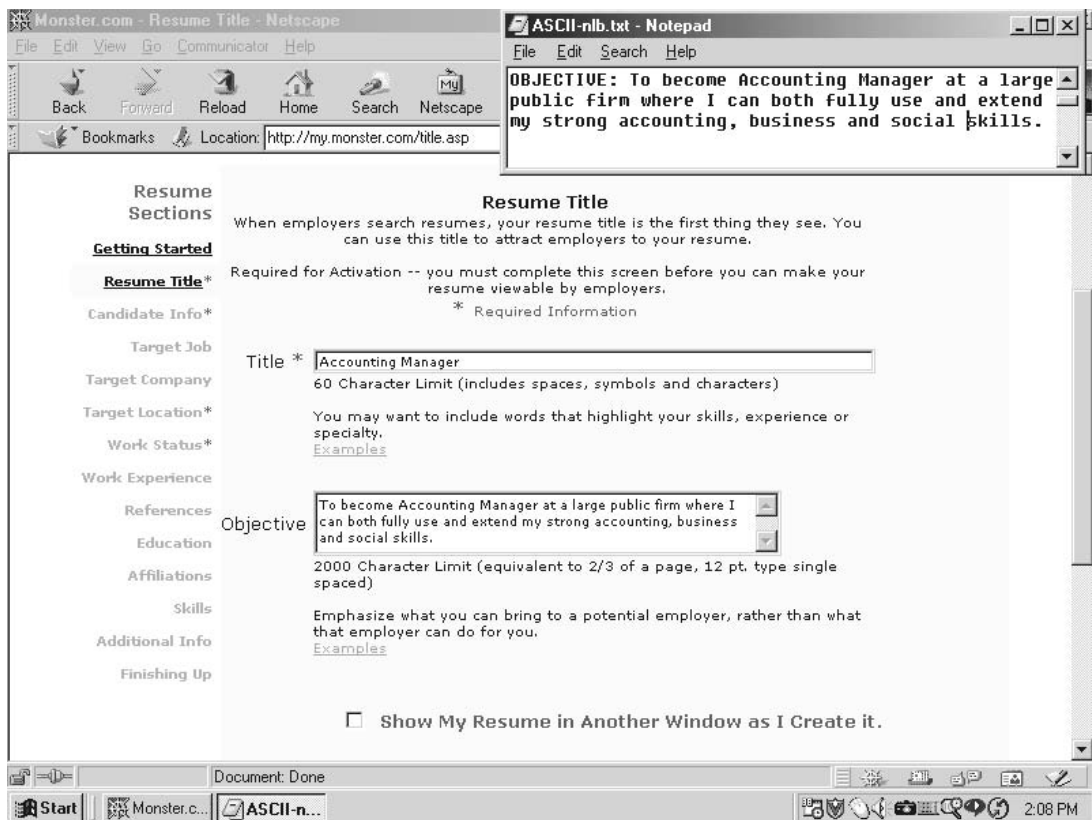 Monster.com - Resume Title - Netscape
File Edit View Go Communicator Help
Back Forward Reload Home Search My Netscape
Bookmarks Location: http://my.monster.com/title.asp
ASCII-nlb.txt - Notepad
File Edit Search Help
OBJECTIVE: To become Accounting Manager at a large
public firm where I can both fully use and extend
my strong accounting, business and social skills.
Resume
Sections
Getting Started
Resume Title*
Candidate Info*
Target Job
Target Company
Target Location*
Work Status*
Work Experience
References
Education
Affiliations
Skills
Additional Info
Finishing Up
Resume Title
When employers search resumes, your resume title is the first thing they see. You
can use this title to attract employers to your resume.
Required for Activation -- you must complete this screen before you can make your
resume viewable by employers.
* Required Information
Title * Accounting Manager
60 Character Limit (includes spaces, symbols and characters)
You may want to include words that highlight your skills, experience or
specialty.
Examples
Objective
To become Accounting Manager at a large public firm where I
can both fully use and extend my strong accounting, business
and social skills.
2000 Character Limit (equivalent to 2/3 of a page, 12 pt. type single
spaced)
Emphasize what you can bring to a potential employer, rather than what
that employer can do for you.
Examples
Show My Resume in Another Window as I Create it.
Document: Done
Start Monster.c... ASCII-n... 2:08 PM